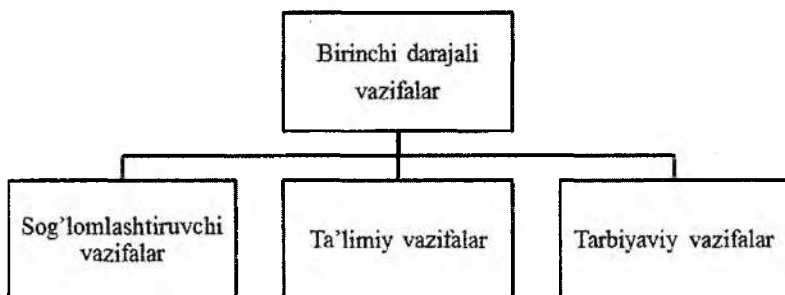 Birinchi darajali
vazifalar
Sog'lomlashtiruvchi
vazifalar
Ta'limiy vazifalar
Tarbiyaviy vazifalar